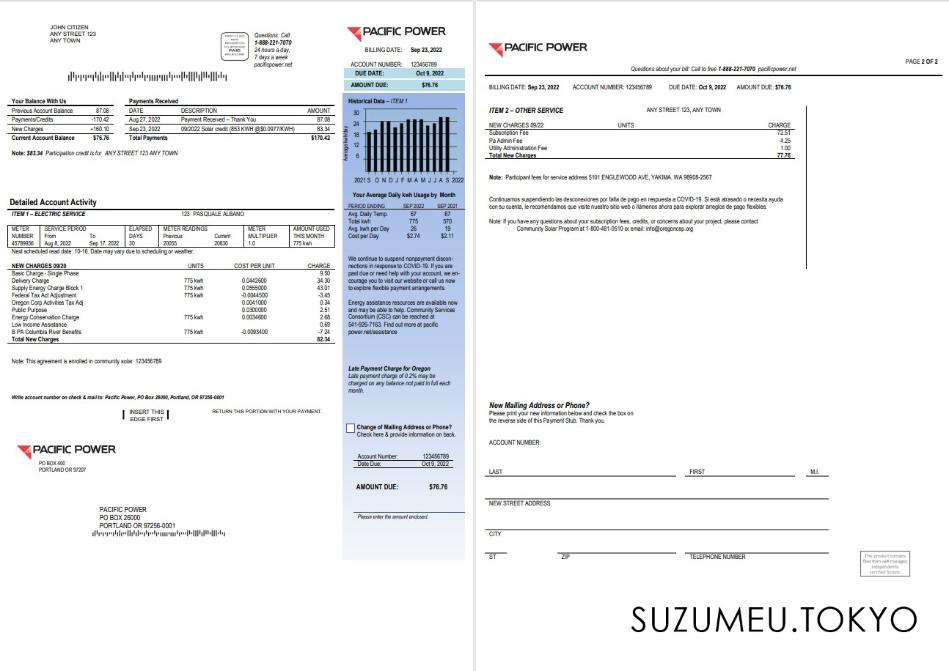 JOHN CITIZEN
ANY STREET 123
ANY TOWN
Questions: Call
1-888-221-7070
24 hours a day,
7 days a week
pacificpower.net
PACIFIC POWER
BILLING DATE: Sep 23, 2022
ACCOUNT NUMBER: 123456789
DUE DATE: Oct 9, 2022
AMOUNT DUE: $76.76
Your Balance With Us
Previous Account Balance 87.08
Payments/Credits -170.42
New Charges +160.10
Current Account Balance $76.76
Payments Received
DATE DESCRIPTION AMOUNT
Aug 27, 2022 Payment Received – Thank You 87.08
Sep 23, 2022 09/2022 Solar credit (853 KWH @$0.0977/KWH) 83.34
Total Payments $170.42
Note: $83.34 Participation credit is for ANY STREET 123 ANY TOWN
Historical Data – ITEM 1
Average kwh/day
30
24
18
12
6
2021 S O N D J F M A M J J A S 2022
Your Average Daily kwh Usage by Month
PERIOD ENDING SEP 2022 SEP 2021
Avg. Daily Temp. 67 67
Total kwh 775 570
Avg. kwh per Day 26 19
Cost per Day $2.74 $2.11
Detailed Account Activity
ITEM 1 – ELECTRIC SERVICE 123 PASQUALE ALBANO
METER SERVICE PERIOD ELAPSED METER READINGS METER AMOUNT USED
NUMBER From To DAYS Previous Current MULTIPLIER THIS MONTH
45789936 Aug 8, 2022 Sep 17, 2022 30 20055 20830 1.0 775 kwh
Next scheduled read date: 10-16. Date may vary due to scheduling or weather.
NEW CHARGES 09/20 UNITS COST PER UNIT CHARGE
Basic Charge - Single Phase 9.50
Delivery Charge 775 kwh 0.0442600 34.30
Supply Energy Charge Block 1 775 kwh 0.0555000 43.01
Federal Tax Act Adjustment 775 kwh -0.0044500 -3.45
Oregon Corp Activities Tax Adj 0.0041000 0.34
Public Purpose 0.0300000 2.51
Energy Conservation Charge 775 kwh 0.0034600 2.68
Low Income Assistance 0.69
B PA Columbia River Benefits 775 kwh -0.0093400 -7.24
Total New Charges 82.34
Note: This agreement is enrolled in community solar 123456789
We continue to suspend nonpayment discon-
nections in response to COVID-19. If you are
past due or need help with your account, we en-
courage you to visit our website or call us now
to explore flexible payment arrangements.
Energy assistance resources are available now
and may be able to help. Community Services
Consortium (CSC) can be reached at
541-926-7163. Find out more at pacific
power.net/assistance
Late Payment Charge for Oregon
Late payment charge of 0.2% may be
charged on any balance not paid in full each
month.
Write account number on check & mail to: Pacific Power, PO Box 26000, Portland, OR 97256-0001
INSERT THIS
EDGE FIRST
RETURN THIS PORTION WITH YOUR PAYMENT.
Change of Mailing Address or Phone?
Check here & provide information on back.
PACIFIC POWER
PO BOX 400
PORTLAND OR 97207
Account Number: 123456789
Date Due: Oct 9, 2022
AMOUNT DUE: $76.76
Please enter the amount enclosed.
PACIFIC POWER
PO BOX 26000
PORTLAND OR 97256-0001
PACIFIC POWER
PAGE 2 OF 2
Questions about your bill: Call to free 1-888-221-7070 pacificpower.net
BILLING DATE: Sep 23, 2022 ACCOUNT NUMBER: 123456789 DUE DATE: Oct 9, 2022 AMOUNT DUE: $76.76
ITEM 2 – OTHER SERVICE ANY STREET 123, ANY TOWN
NEW CHARGES 09/22 UNITS CHARGE
Subscription Fee 72.51
Pa Admin Fee 4.25
Utility Administration Fee 1.00
Total New Charges 77.76
Note: Participant fees for service address 5101 ENGLEWOOD AVE, YAKIMA, WA 98908-2567
Continuamos suspendiendo las desconexiones por falta de pago en respuesta a COVID-19. Si está atrasado o necesita ayuda
con su cuente, le recomendamos que visite nuestro sitio web o llámenos ahora para explorar arreglos de pago flexibles.
Note: If you have any questions about your subscription fees, credits, or concerns about your project, please contact
Community Solar Program at 1-800-481-0510 or email: info@oregoncsp.org
New Mailing Address or Phone?
Please print your new information below and check the box on
the reverse side of this Payment Stub. Thank you.
ACCOUNT NUMBER:
LAST FIRST M.I.
NEW STREET ADDRESS
CITY
ST ZIP TELEPHONE NUMBER
The product contains
fiber from well managed,
independently
certified forests
SUZUMEU.TOKYO